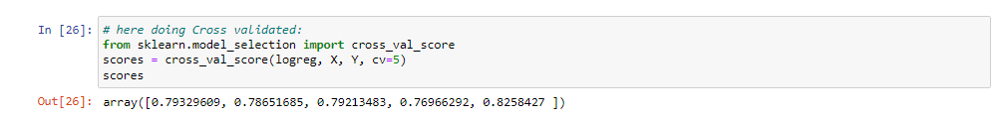 In [26]: # here doing Cross validated:
from sklearn.model_selection import cross_val_score
scores = cross_val_score(logreg, X, Y, cv=5)
scores
Out[26]: array([0.79329609, 0.78651685, 0.79213483, 0.76966292, 0.8258427 ])